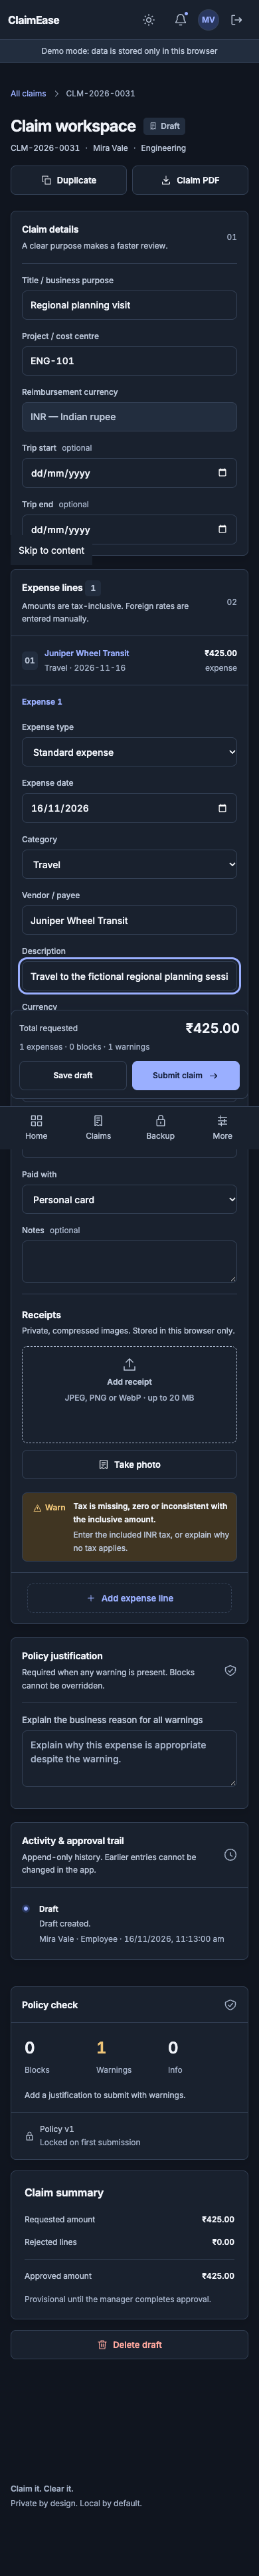 ClaimEase
MV
Demo mode: data is stored only in this browser
All claims > CLM-2026-0031
Claim workspace
Draft
CLM-2026-0031 · Mira Vale · Engineering
Duplicate
Claim PDF
Claim details
A clear purpose makes a faster review.
01
Title / business purpose
Regional planning visit
Project / cost centre
ENG-101
Reimbursement currency
INR — Indian rupee
Trip start optional
dd/mm/yyyy
Trip end optional
dd/mm/yyyy
Skip to content
Expense lines 1
Amounts are tax-inclusive. Foreign rates are
entered manually.
02
01
Juniper Wheel Transit
₹425.00
Travel · 2026-11-16
expense
Expense 1
Expense type
Standard expense
Expense date
16/11/2026
Category
Travel
Vendor / payee
Juniper Wheel Transit
Description
Travel to the fictional regional planning sessi
Currency
Total requested
₹425.00
1 expenses · 0 blocks · 1 warnings
Save draft
Submit claim →
Home
Claims
Backup
More
Paid with
Personal card
Notes optional
Receipts
Private, compressed images. Stored in this browser only.
Add receipt
JPEG, PNG or WebP · up to 20 MB
Take photo
Warn
Tax is missing, zero or inconsistent with
the inclusive amount.
Enter the included INR tax, or explain why
no tax applies.
+ Add expense line
Policy justification
Required when any warning is present. Blocks
cannot be overridden.
Explain the business reason for all warnings
Explain why this expense is appropriate
despite the warning.
Activity & approval trail
Append-only history. Earlier entries cannot be
changed in the app.
Draft
Draft created.
Mira Vale · Employee · 16/11/2026, 11:13:00 am
Policy check
0
1
0
Blocks
Warnings
Info
Add a justification to submit with warnings.
Policy v1
Locked on first submission
Claim summary
Requested amount
₹425.00
Rejected lines
₹0.00
Approved amount
₹425.00
Provisional until the manager completes approval.
Delete draft
Claim it. Clear it.
Private by design. Local by default.